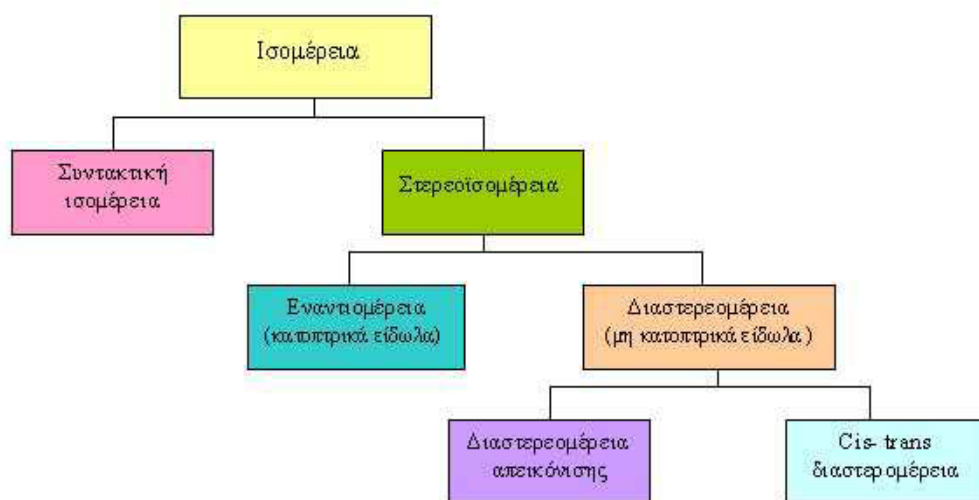 Ισομέρεια
Συντακτική
ισομέρεια
Στερεοϊσομέρεια
Εναντιομέρεια
(κατοπτρικά είδωλα)
Διαστερεομέρεια
(μη κατοπτρικά είδωλα )
Διαστερεομέρεια
απεικόνισης
Cis- trans
διαστερομέρεια